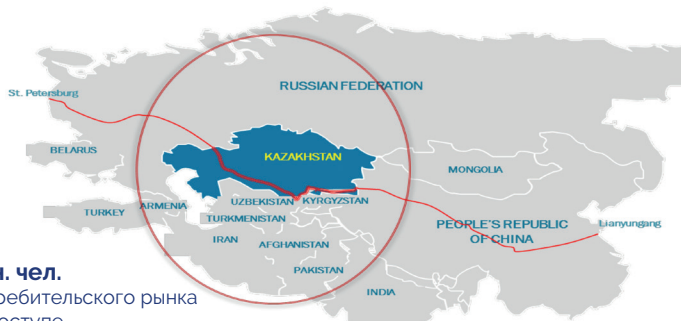 RUSSIAN FEDERATION
St. Petersburg
BELARUS
KAZAKHSTAN
MONGOLIA
UZBEKISTAN
KYRGYZSTAN
ARMENIA
TURKEY
TURKMENISTAN
PEOPLE'S REPUBLIC
OF CHINA
Lianyungang
IRAN
AFGHANISTAN
PAKISTAN
INDIA
чел.
рынка